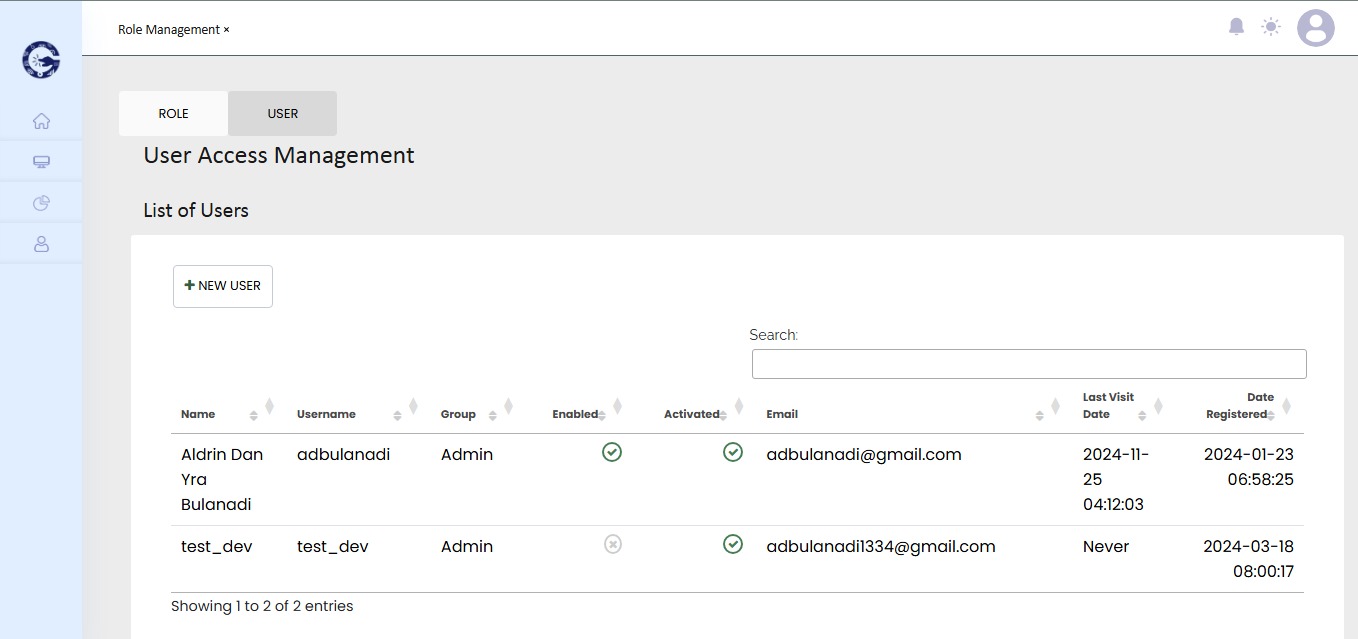 Role Management ×
ROLE USER
User Access Management
List of Users
+ NEW USER
Search:
Name Username Group Enabled Activated Email Last Visit Date Date Registered
Aldrin Dan Yra Bulanadi adbulanadi Admin adbulanadi@gmail.com 2024-11-25 04:12:03 2024-01-23 06:58:25
test_dev test_dev Admin adbulanadi1334@gmail.com Never 2024-03-18 08:00:17
Showing 1 to 2 of 2 entries